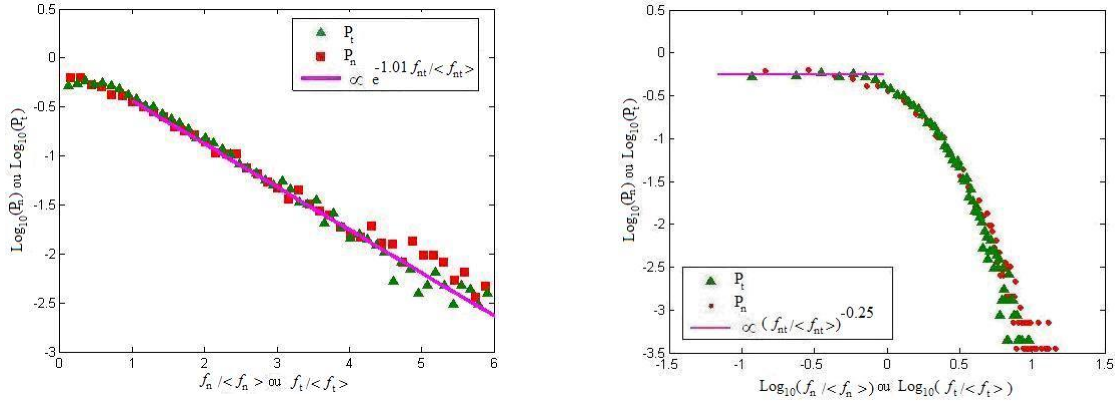 0.5
0
-0.5
-1
-1.5
-2
-2.5
-3
Log10(Pn) ou Log10(Pt)
Pt
Pn
∝ e-1.01 fnt/<fnt>
0 1 2 3 4 5 6
fn /<fn> ou ft/<ft>
0.5
0
-0.5
-1
-1.5
-2
-2.5
-3
-3.5
Log10(Pn) ou Log10(Pt)
Pt
Pn
∝ (fnt/<fnt>)-0.25
-1.5 -1 -0.5 0 0.5 1 1.5
Log10(fn /<fn>) ou Log10( ft/<ft>)